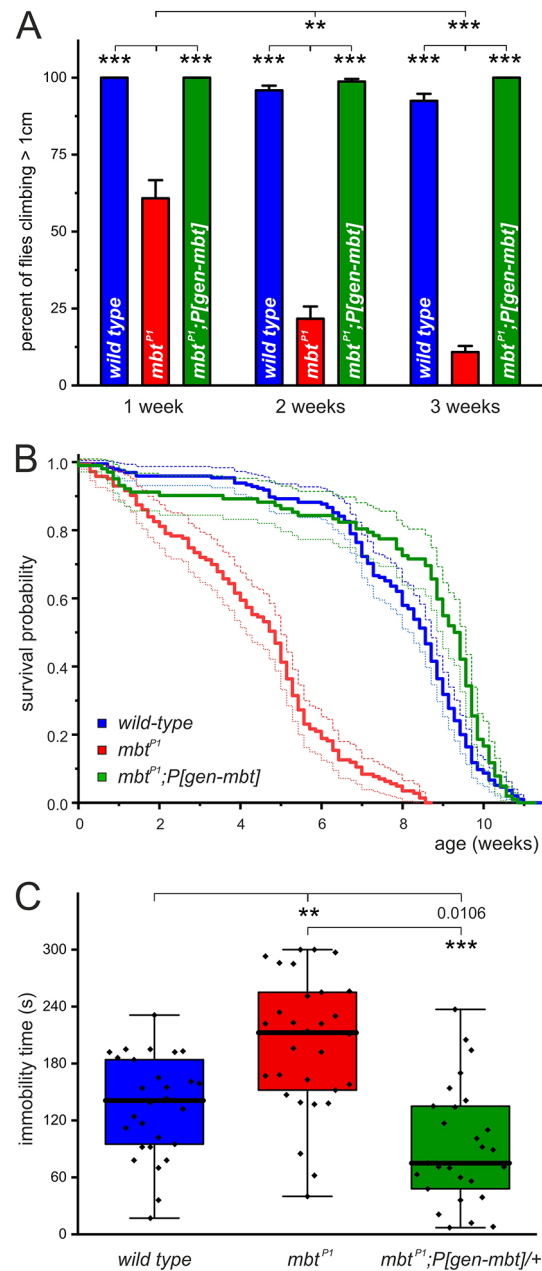 A
** ***
*** *** *** *** *** ***
percent of flies climbing > 1cm
100
75
50
25
0
wild type
mbtP1
mbtP1;P[gen-mbt]
wild type
mbtP1
mbtP1;P[gen-mbt]
wild type
mbtP1
mbtP1;P[gen-mbt]
1 week 2 weeks 3 weeks
B
survival probability
1.0
0.8
0.6
0.4
0.2
0.0
wild-type
mbtP1
mbtP1;P[gen-mbt]
0 2 4 6 8 10
age (weeks)
C
** 0.0106
***
immobility time (s)
300
240
180
120
60
0
wild type mbtP1 mbtP1;P[gen-mbt]/+